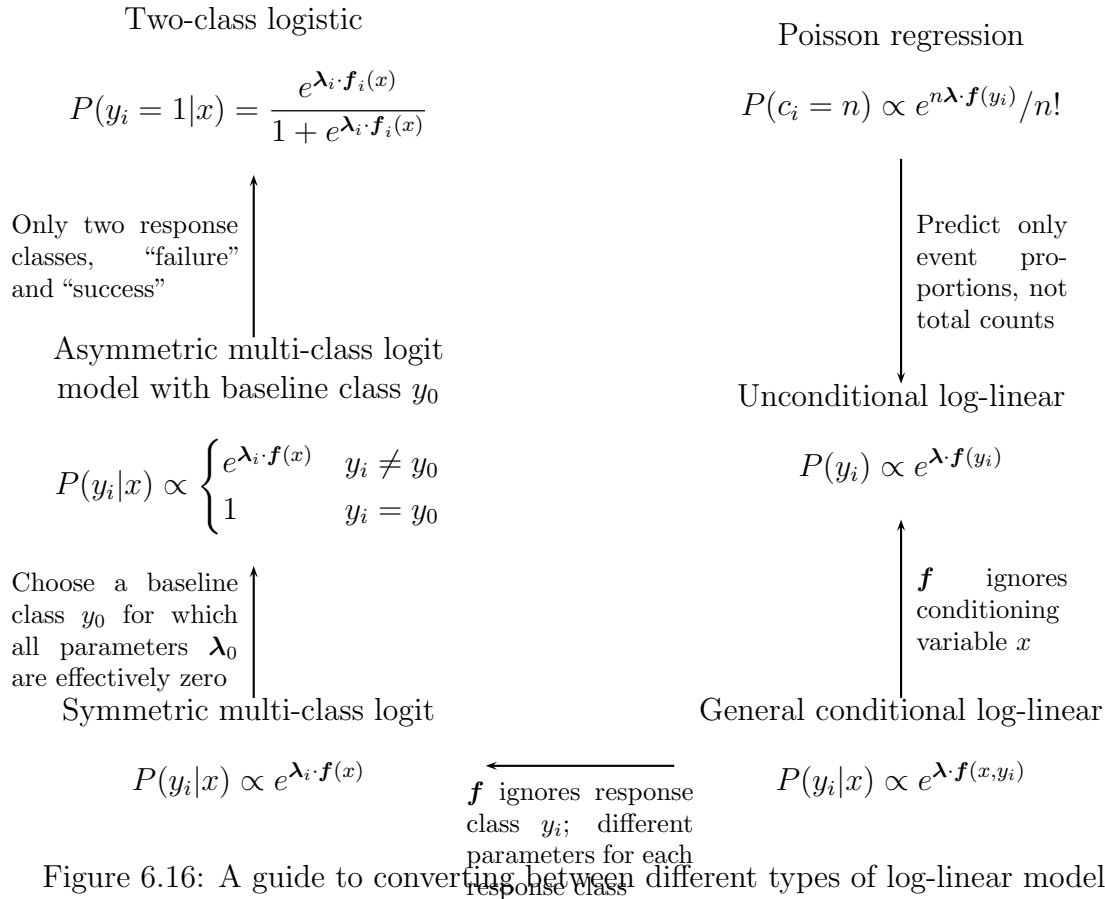 Two-class logistic
P(y_i = 1|x) = \frac{e^{λ_i·f_i(x)}}{1 + e^{λ_i·f_i(x)}}
Only two response
classes, “failure”
and “success”
Asymmetric multi-class logit
model with baseline class y_0
P(y_i|x) ∝ { e^{λ_i·f(x)} y_i ≠ y_0
1 y_i = y_0
Choose a baseline
class y_0 for which
all parameters λ_0
are effectively zero
Symmetric multi-class logit
P(y_i|x) ∝ e^{λ_i·f(x)}
Poisson regression
P(c_i = n) ∝ e^{nλ·f(y_i)}/n!
Predict only
event pro-
portions, not
total counts
Unconditional log-linear
P(y_i) ∝ e^{λ·f(y_i)}
f ignores
conditioning
variable x
General conditional log-linear
P(y_i|x) ∝ e^{λ·f(x,y_i)}
f ignores response
class y_i; different
parameters for each
response class
Figure 6.16: A guide to converting between different types of log-linear model